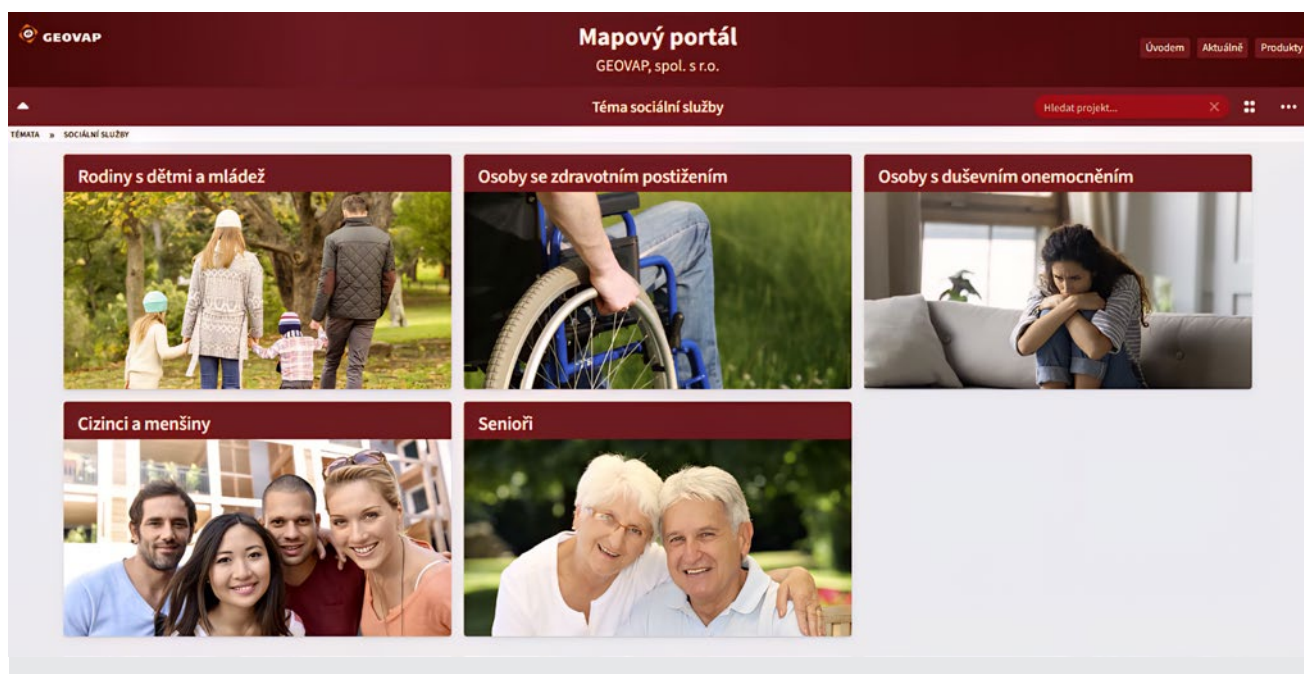 GEOVAP
Mapový portál
GEOVAP, spol. s r.o.
Úvodem Aktuálně Produkty
Téma sociální služby
Hledat projekt...
TÉMATA » SOCIÁLNÍ SLUŽBY
Rodiny s dětmi a mládež
Osoby se zdravotním postižením
Osoby s duševním onemocněním
Cizinci a menšiny
Senioři